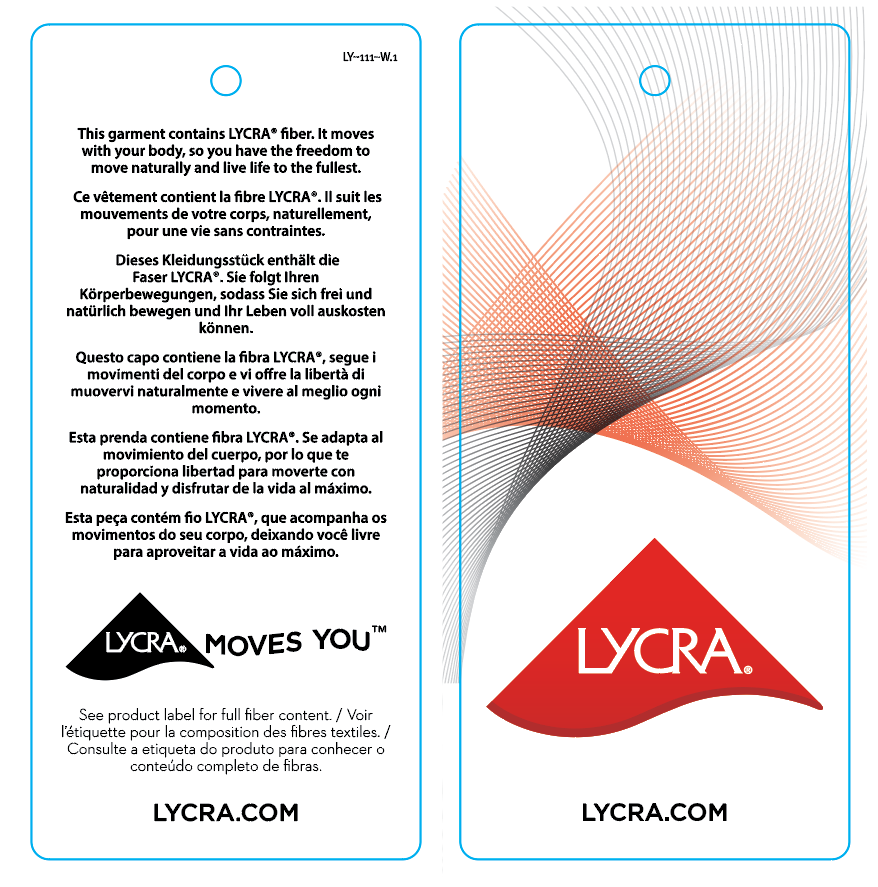 LY~111~W.1
This garment contains LYCRA® fiber. It moves
with your body, so you have the freedom to
move naturally and live life to the fullest.
Ce vêtement contient la fibre LYCRA®. Il suit les
mouvements de votre corps, naturellement,
pour une vie sans contraintes.
Dieses Kleidungsstück enthält die
Faser LYCRA®. Sie folgt Ihren
Körperbewegungen, sodass Sie sich frei und
natürlich bewegen und Ihr Leben voll auskosten
können.
Questo capo contiene la fibra LYCRA®, segue i
movimenti del corpo e vi offre la libertà di
muovervi naturalmente e vivere al meglio ogni
momento.
Esta prenda contiene fibra LYCRA®. Se adapta al
movimiento del cuerpo, por lo que te
proporciona libertad para moverte con
naturalidad y disfrutar de la vida al máximo.
Esta peça contém fio LYCRA®, que acompanha os
movimentos do seu corpo, deixando você livre
para aproveitar a vida ao máximo.
LYCRA® MOVES YOU™
See product label for full fiber content. / Voir
l'étiquette pour la composition des fibres textiles. /
Consulte a etiqueta do produto para conhecer o
conteúdo completo de fibras.
LYCRA.COM
LYCRA®
LYCRA.COM